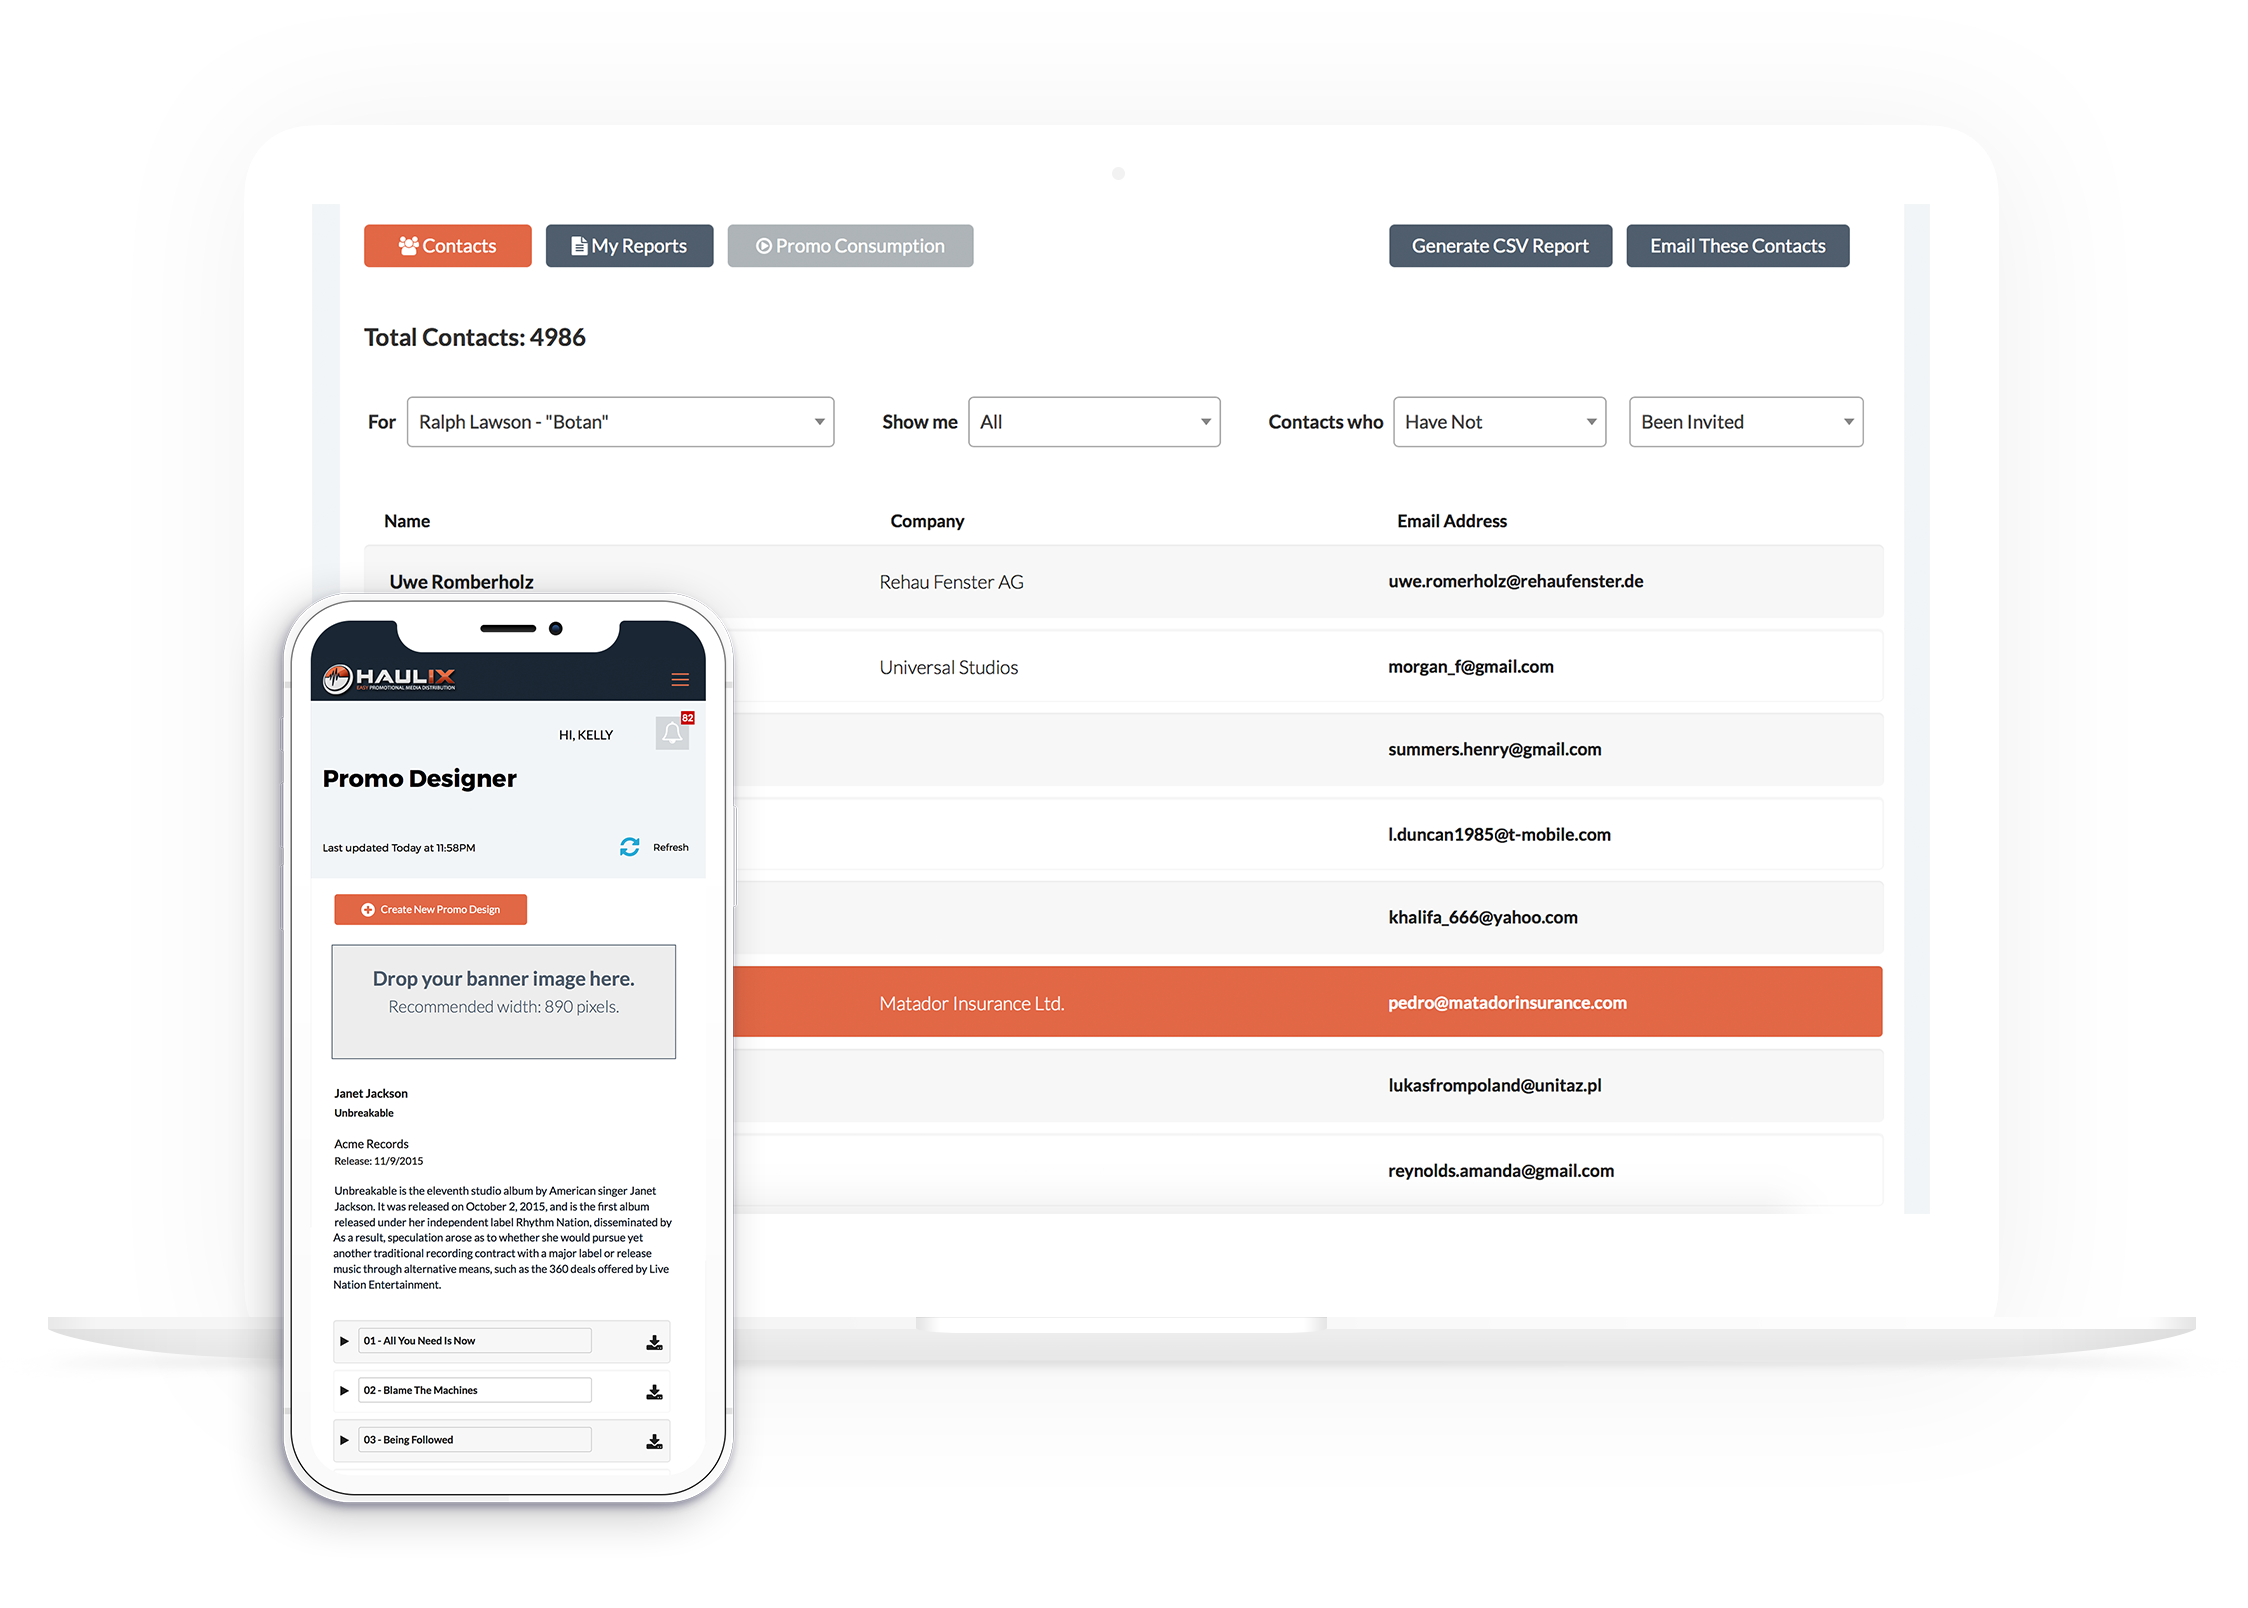 Contacts My Reports Promo Consumption Generate CSV Report Email These Contacts
Total Contacts: 4986
For Ralph Lawson - "Botan" Show me All Contacts who Have Not Been Invited
Name Company Email Address
Uwe Romberholz Rehau Fenster AG uwe.romerholz@rehaufenster.de
Universal Studios morgan_f@gmail.com
summers.henry@gmail.com
l.duncan1985@t-mobile.com
khalifa_666@yahoo.com
Matador Insurance Ltd. pedro@matadorinsurance.com
lukasfrompoland@unitaz.pl
reynolds.amanda@gmail.com
HAULIX
EASY PROMOTIONAL MEDIA DISTRIBUTION
82
HI, KELLY
Promo Designer
Last updated Today at 11:58PM Refresh
Create New Promo Design
Drop your banner image here.
Recommended width: 890 pixels.
Janet Jackson
Unbreakable
Acme Records
Release: 11/9/2015
Unbreakable is the eleventh studio album by American singer Janet
Jackson. It was released on October 2, 2015, and is the first album
released under her independent label Rhythm Nation, disseminated by
As a result, speculation arose as to whether she would pursue yet
another traditional recording contract with a major label or release
music through alternative means, such as the 360 deals offered by Live
Nation Entertainment.
01 - All You Need Is Now
02 - Blame The Machines
03 - Being Followed